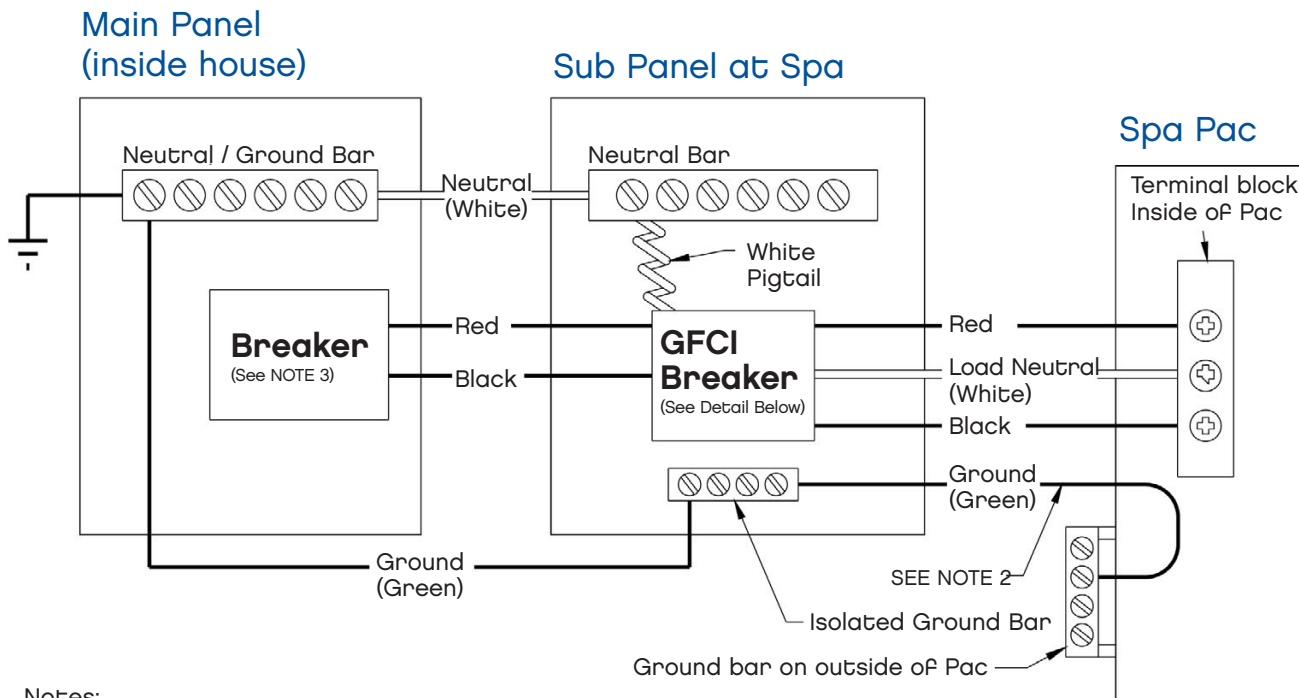 Main Panel
(inside house)
Sub Panel at Spa
Spa Pac
Neutral / Ground Bar
Neutral
(White)
Neutral Bar
Terminal block
Inside of Pac
White
Pigtail
Breaker
(See NOTE 3)
Red
Black
GFCI
Breaker
(See Detail Below)
Red
Load Neutral
(White)
Black
Ground
(Green)
Ground
(Green)
SEE NOTE 2
Isolated Ground Bar
Ground bar on outside of Pac
Notes: